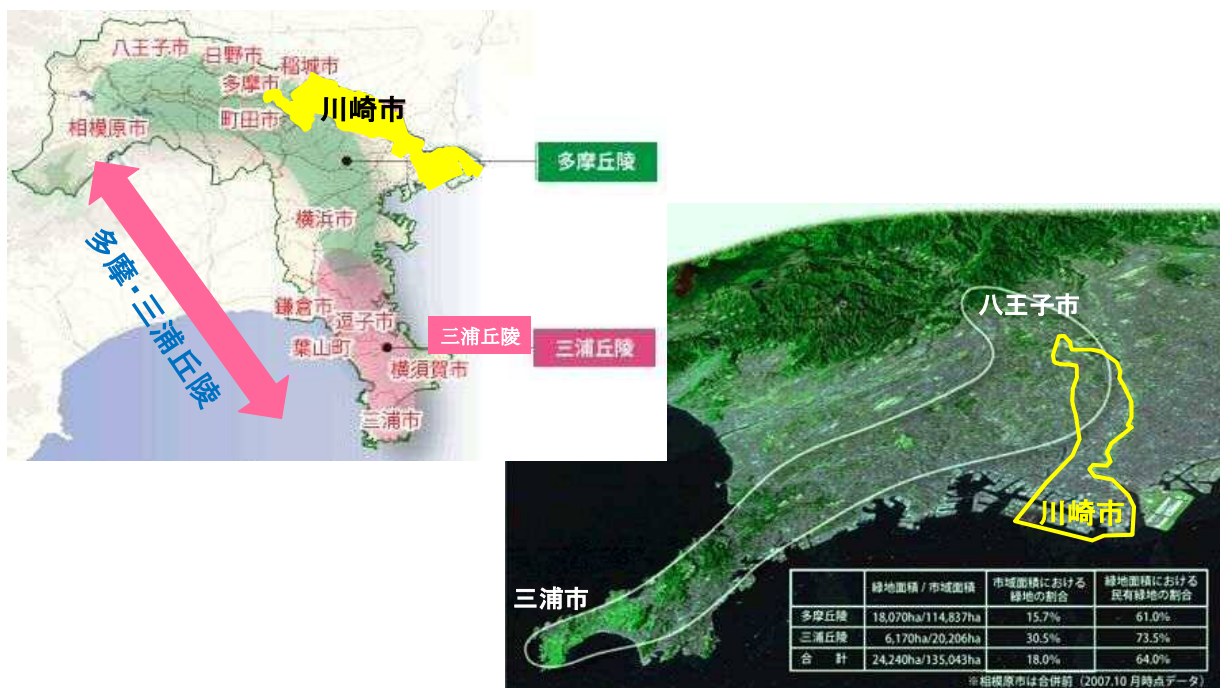 八王子市
日野市
稲城市
多摩市
川崎市
町田市
相模原市
多摩丘陵
横浜市
多摩・三浦丘陵
鎌倉市
逗子市
三浦丘陵
三浦丘陵
葉山町
横須賀市
三浦市
八王子市
川崎市
三浦市
緑地面積 / 市域面積 市域面積における緑地の割合 緑地面積における民有緑地の割合
多摩丘陵 18,070ha/114,837ha 15.7% 61.0%
三浦丘陵 6,170ha/20,206ha 30.5% 73.5%
合 計 24,240ha/135,043ha 18.0% 64.0%
※相模原市は合併前（2007.10 月時点データ）